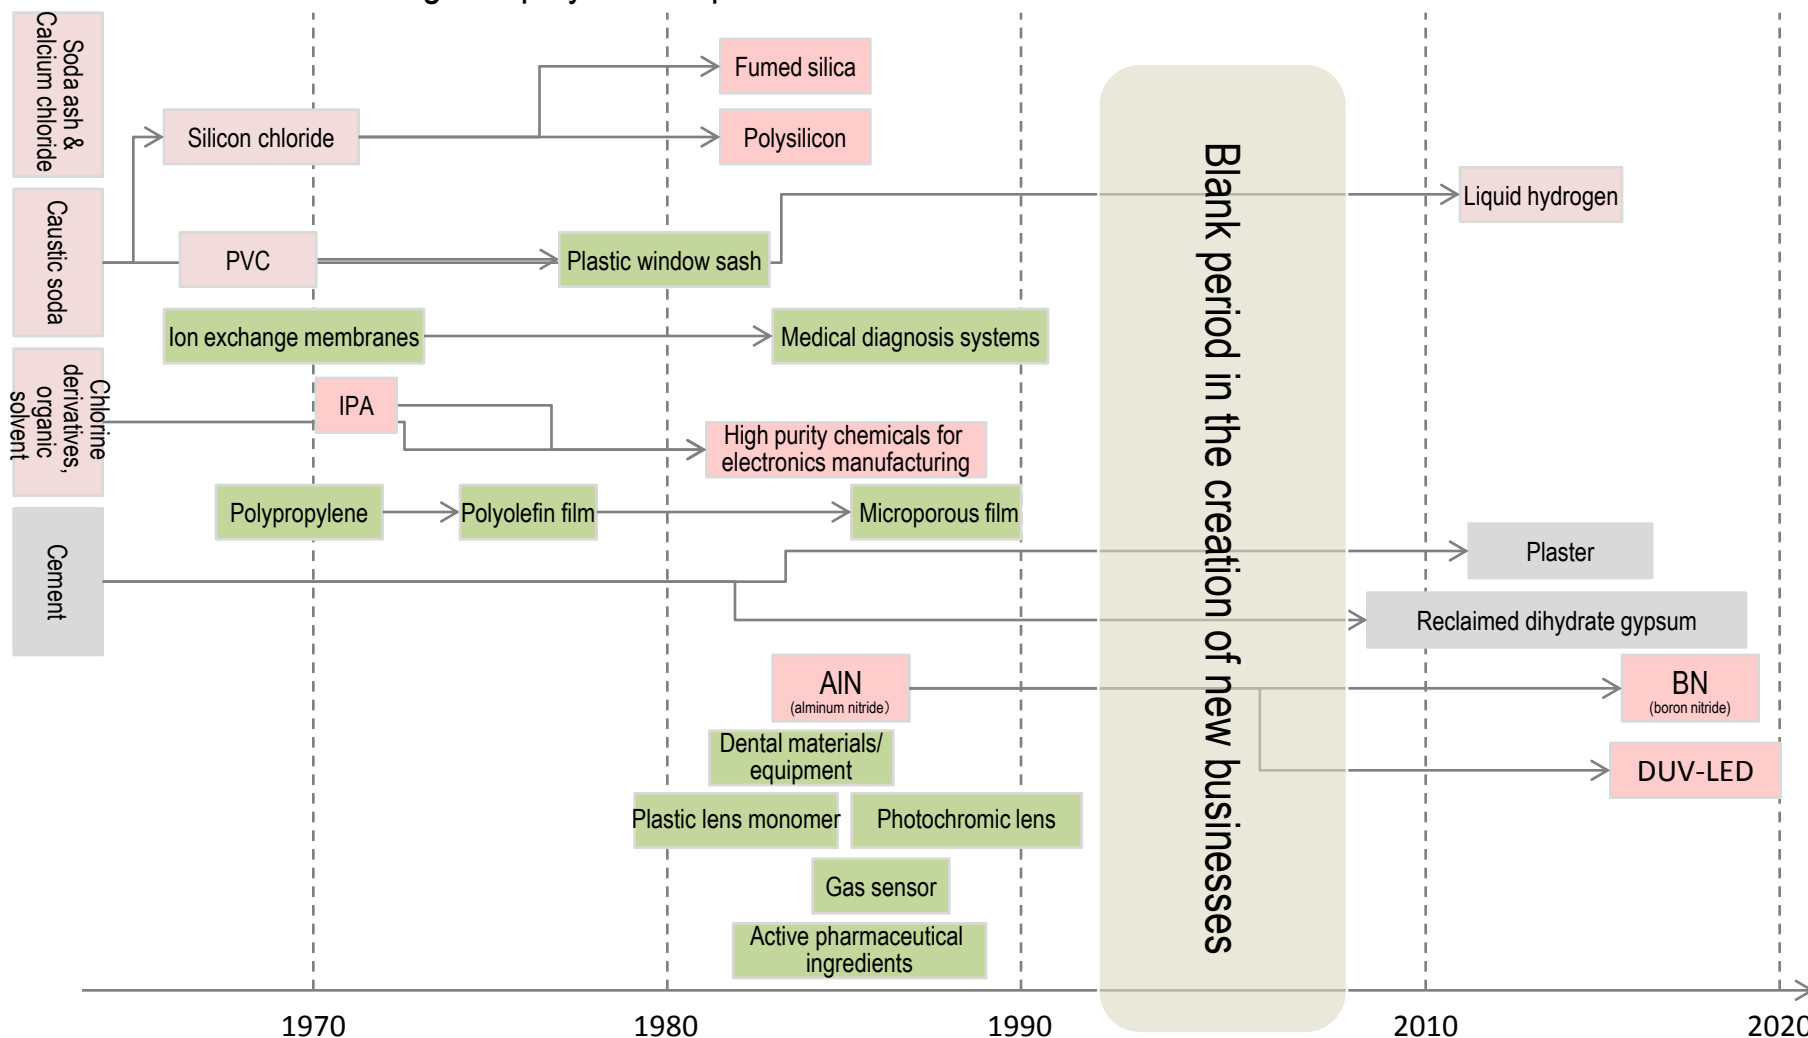 Soda ash &
Calcium chloride
Fumed silica
Silicon chloride
Polysilicon
Caustic soda
Liquid hydrogen
PVC
Plastic window sash
Ion exchange membranes
Medical diagnosis systems
Chlorine
derivatives,
organic
solvent
IPA
High purity chemicals for
electronics manufacturing
Polypropylene
Polyolefin film
Microporous film
Cement
Plaster
Reclaimed dihydrate gypsum
AlN
(alminum nitride)
BN
(boron nitride)
Dental materials/
equipment
DUV-LED
Plastic lens monomer
Photochromic lens
Gas sensor
Active pharmaceutical
ingredients
Blank period in the creation of new businesses
1970
1980
1990
2010
2020